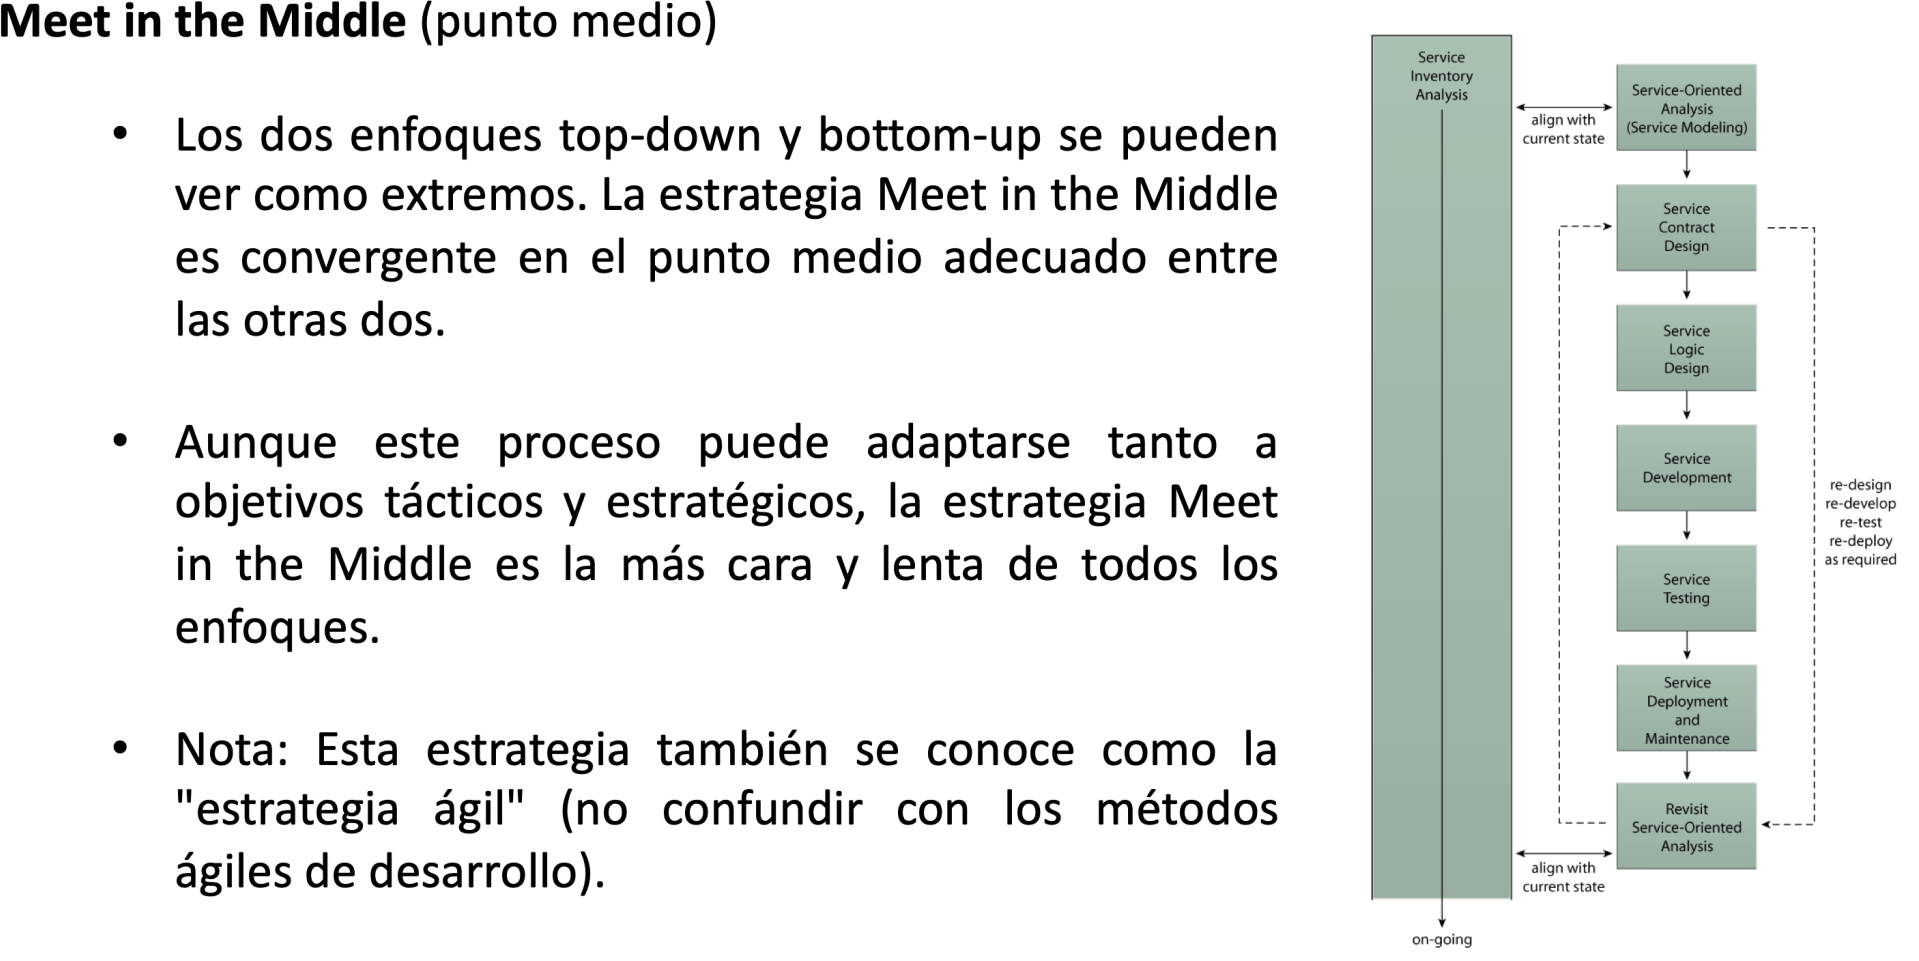 Meet in the Middle (punto medio)
• Los dos enfoques top-down y bottom-up se pueden
ver como extremos. La estrategia Meet in the Middle
es convergente en el punto medio adecuado entre
las otras dos.
• Aunque este proceso puede adaptarse tanto a
objetivos tácticos y estratégicos, la estrategia Meet
in the Middle es la más cara y lenta de todos los
enfoques.
• Nota: Esta estrategia también se conoce como la
"estrategia ágil" (no confundir con los métodos
ágiles de desarrollo).
Service
Inventory
Analysis
on-going
align with
current state
Service-Oriented
Analysis
(Service Modeling)
Service
Contract
Design
Service
Logic
Design
Service
Development
Service
Testing
Service
Deployment
and
Maintenance
Revisit
Service-Oriented
Analysis
align with
current state
re-design
re-develop
re-test
re-deploy
as required